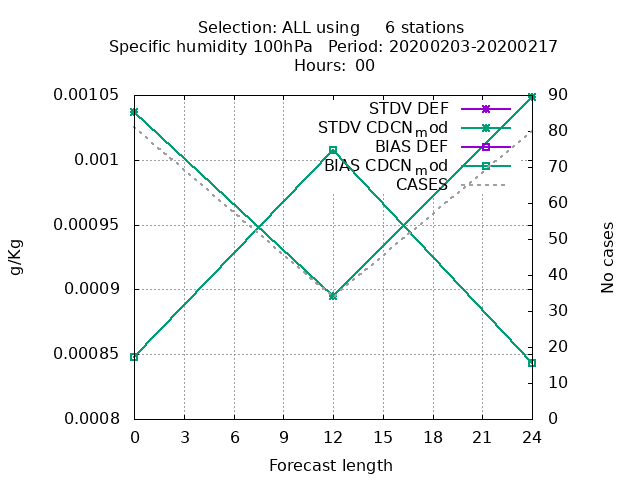 Selection: ALL using 6 stations
Specific humidity 100hPa Period: 20200203-20200217
Hours: 00
STDV DEF
STDV CDCN_mod
BIAS DEF
BIAS CDCN_mod
CASES
0.00105
0.001
0.00095
0.0009
0.00085
0.0008
g/Kg
90
80
70
60
50
40
30
20
10
0
No cases
0 3 6 9 12 15 18 21 24
Forecast length